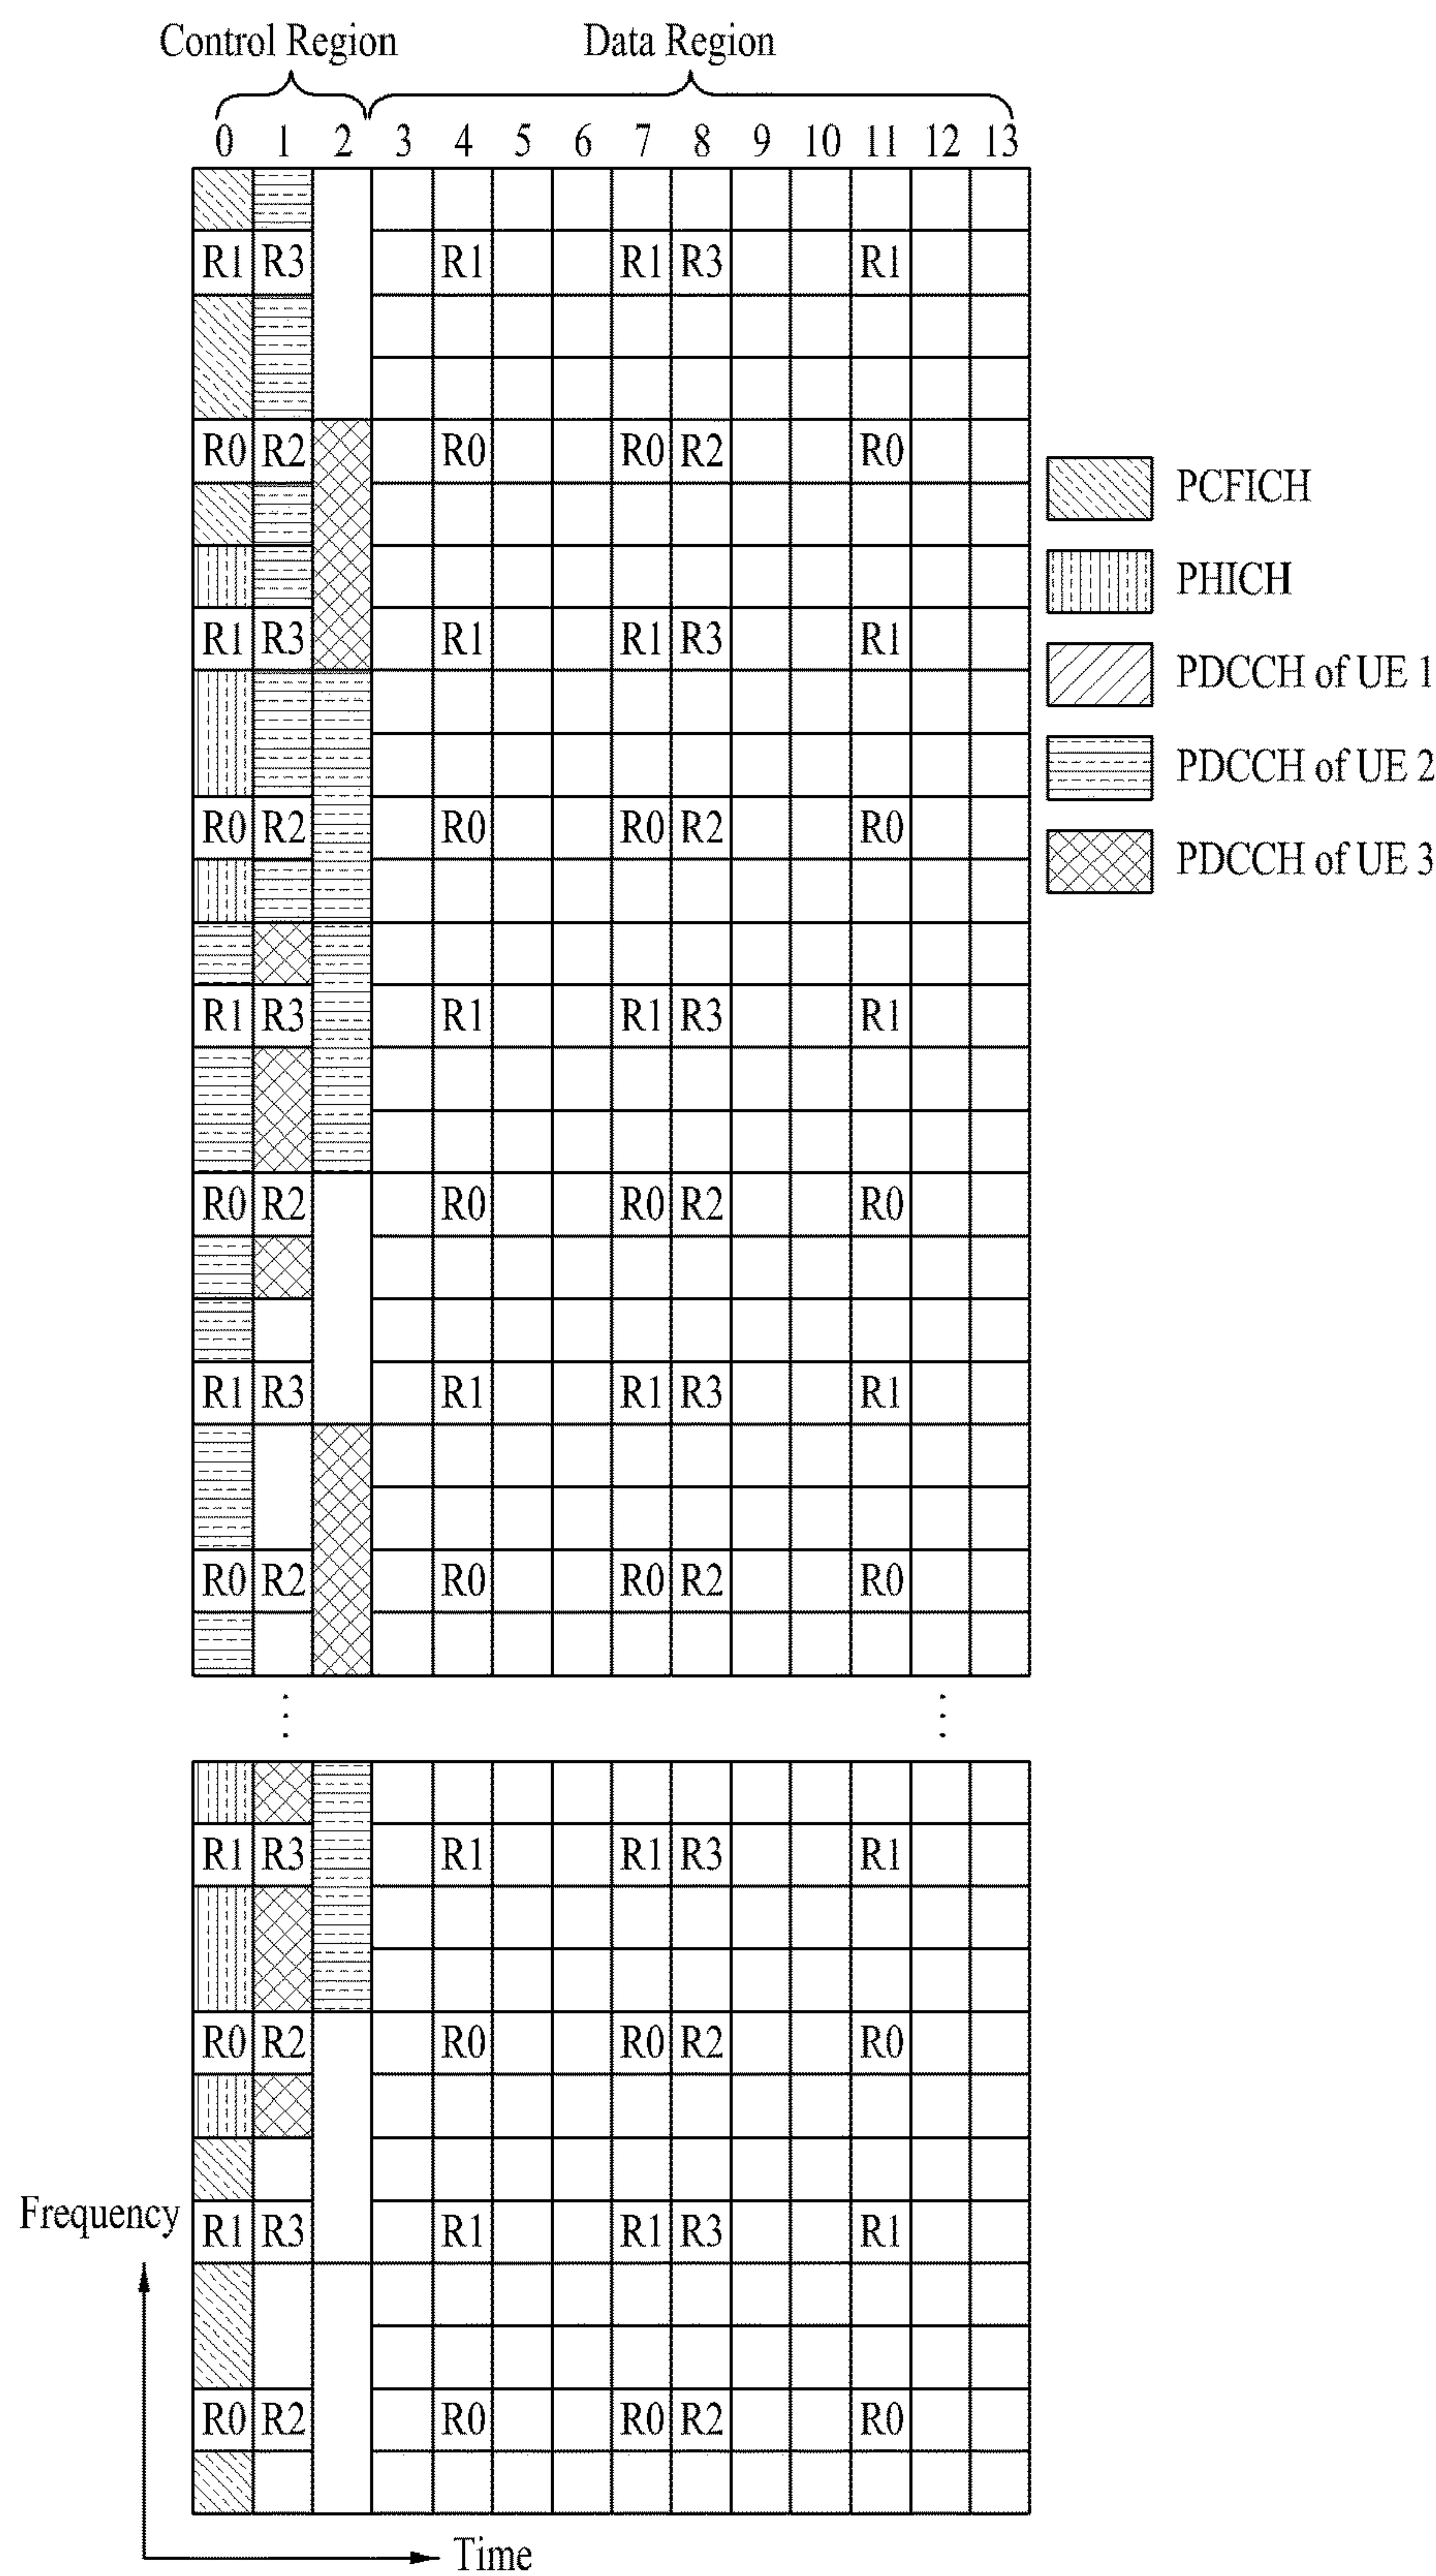 Control Region Data Region
0 1 2 3 4 5 6 7 8 9 10 11 12 13
R1 R3 R1 R1 R3 R1
R0 R2 R0 R0 R2 R0
PCFICH
PHICH
R1 R3 R1 R1 R3 R1
PDCCH of UE 1
PDCCH of UE 2
R0 R2 R0 R0 R2 R0
PDCCH of UE 3
R1 R3 R1 R1 R3 R1
R0 R2 R0 R0 R2 R0
R1 R3 R1 R1 R3 R1
R0 R2 R0 R0 R2 R0
R1 R3 R1 R1 R3 R1
R0 R2 R0 R0 R2 R0
Frequency
R1 R3 R1 R1 R3 R1
R0 R2 R0 R0 R2 R0
Time